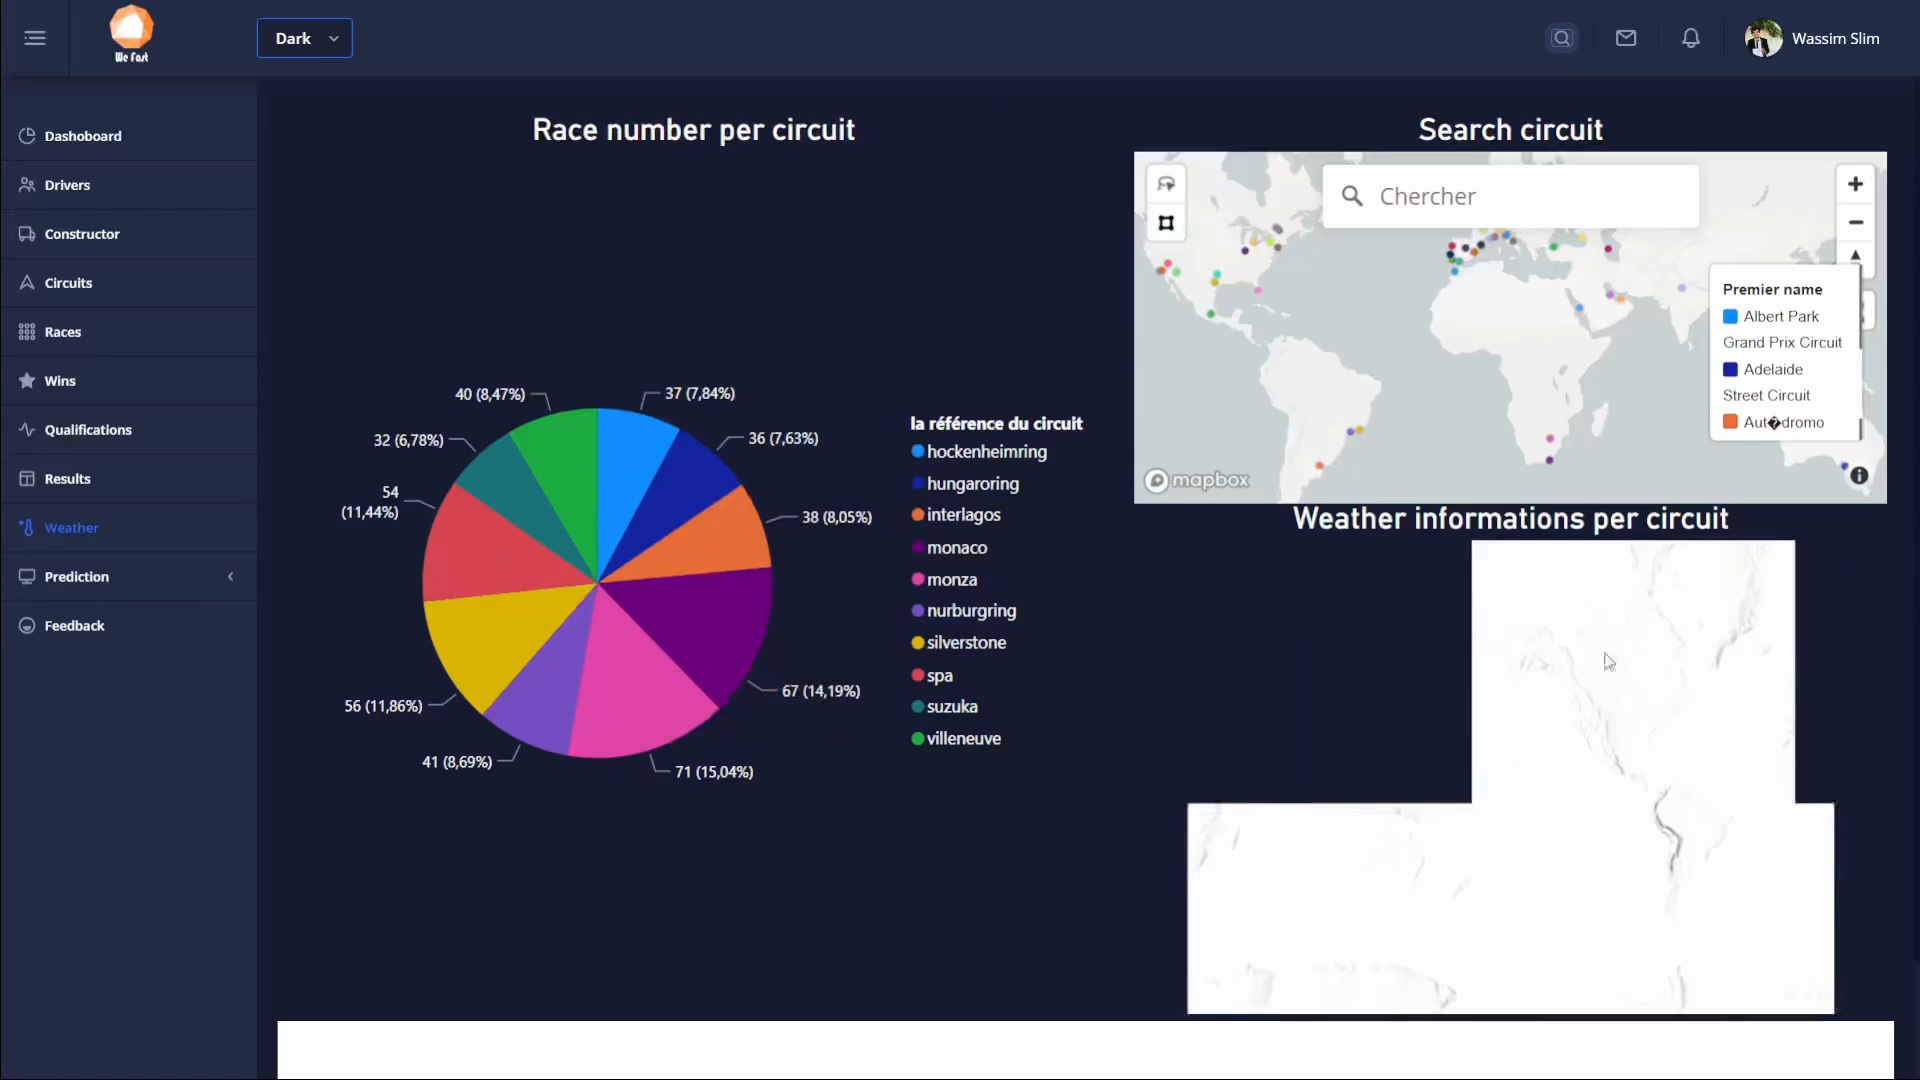 We Fast
Dark
Wassim Slim
Dashoboard
Drivers
Constructor
Circuits
Races
Wins
Qualifications
Results
Weather
Prediction
Feedback
Race number per circuit
40 (8,47%)
37 (7,84%)
32 (6,78%)
36 (7,63%)
54
(11,44%)
38 (8,05%)
56 (11,86%)
67 (14,19%)
41 (8,69%)
71 (15,04%)
la référence du circuit
hockenheimring
hungaroring
interlagos
monaco
monza
nurburgring
silverstone
spa
suzuka
villeneuve
Search circuit
Chercher
Premier name
Albert Park
Grand Prix Circuit
Adelaide
Street Circuit
Aut�dromo
mapbox
Weather informations per circuit